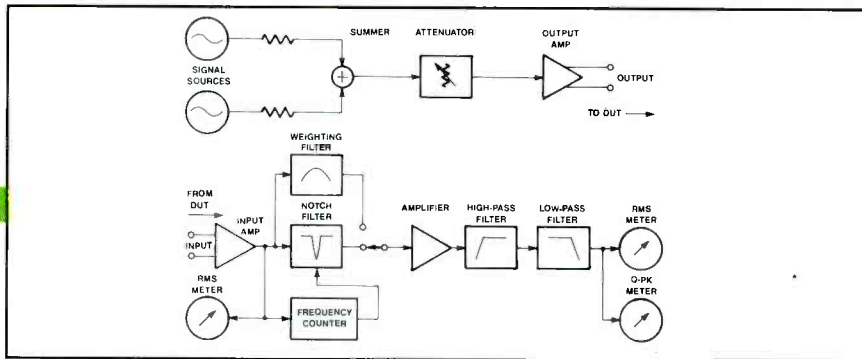 SUMMER
ATTENUATOR
OUTPUT
AMP
SIGNAL
SOURCES
OUTPUT
TO DUT
WEIGHTING
FILTER
FROM
DUT
INPUT
AMP
NOTCH
FILTER
AMPLIFIER
HIGH-PASS
FILTER
LOW-PASS
FILTER
RMS
METER
INPUT
RMS
METER
FREQUENCY
COUNTER
Q-PK
METER